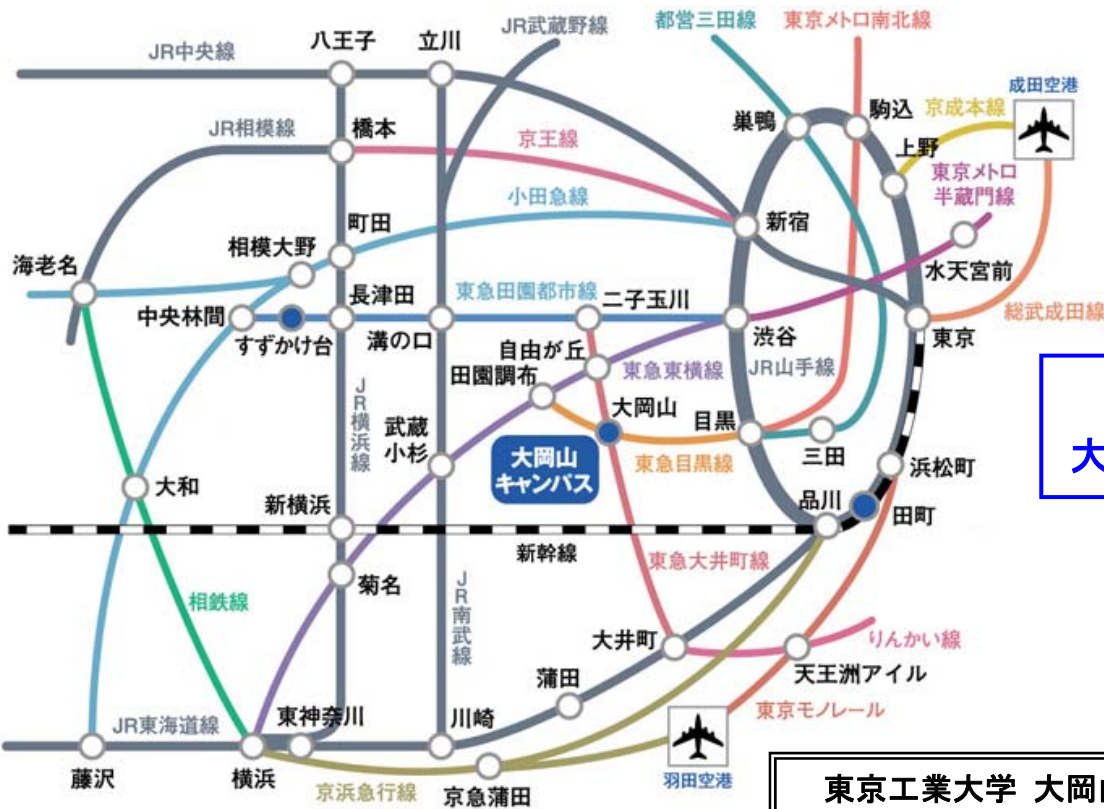 都営三田線
東京メトロ南北線
JR武蔵野線
八王子
立川
JR中央線
成田空港
京成本線
駒込
巣鴨
橋本
JR相模線
京王線
上野
東京メトロ
半蔵門線
小田急線
町田
新宿
相模大野
海老名
水天宮前
長津田
東急田園都市線
二子玉川
中央林間
すずかけ台
溝の口
渋谷
東京
総武成田線
自由が丘
田園調布
東急東横線
JR山手線
大岡山
目黒
JR横浜線
武蔵
小杉
大岡山
キャンパス
東急目黒線
三田
浜松町
大
大和
新横浜
品川
田町
新幹線
東急大井町線
菊名
相鉄線
JR南武線
大井町
りんかい線
天王洲アイル
蒲田
東京モノレール
JR東海道線
東神奈川
川崎
藤沢
横浜
京浜急行線
京急蒲田
羽田空港
東京工業大学 大岡山